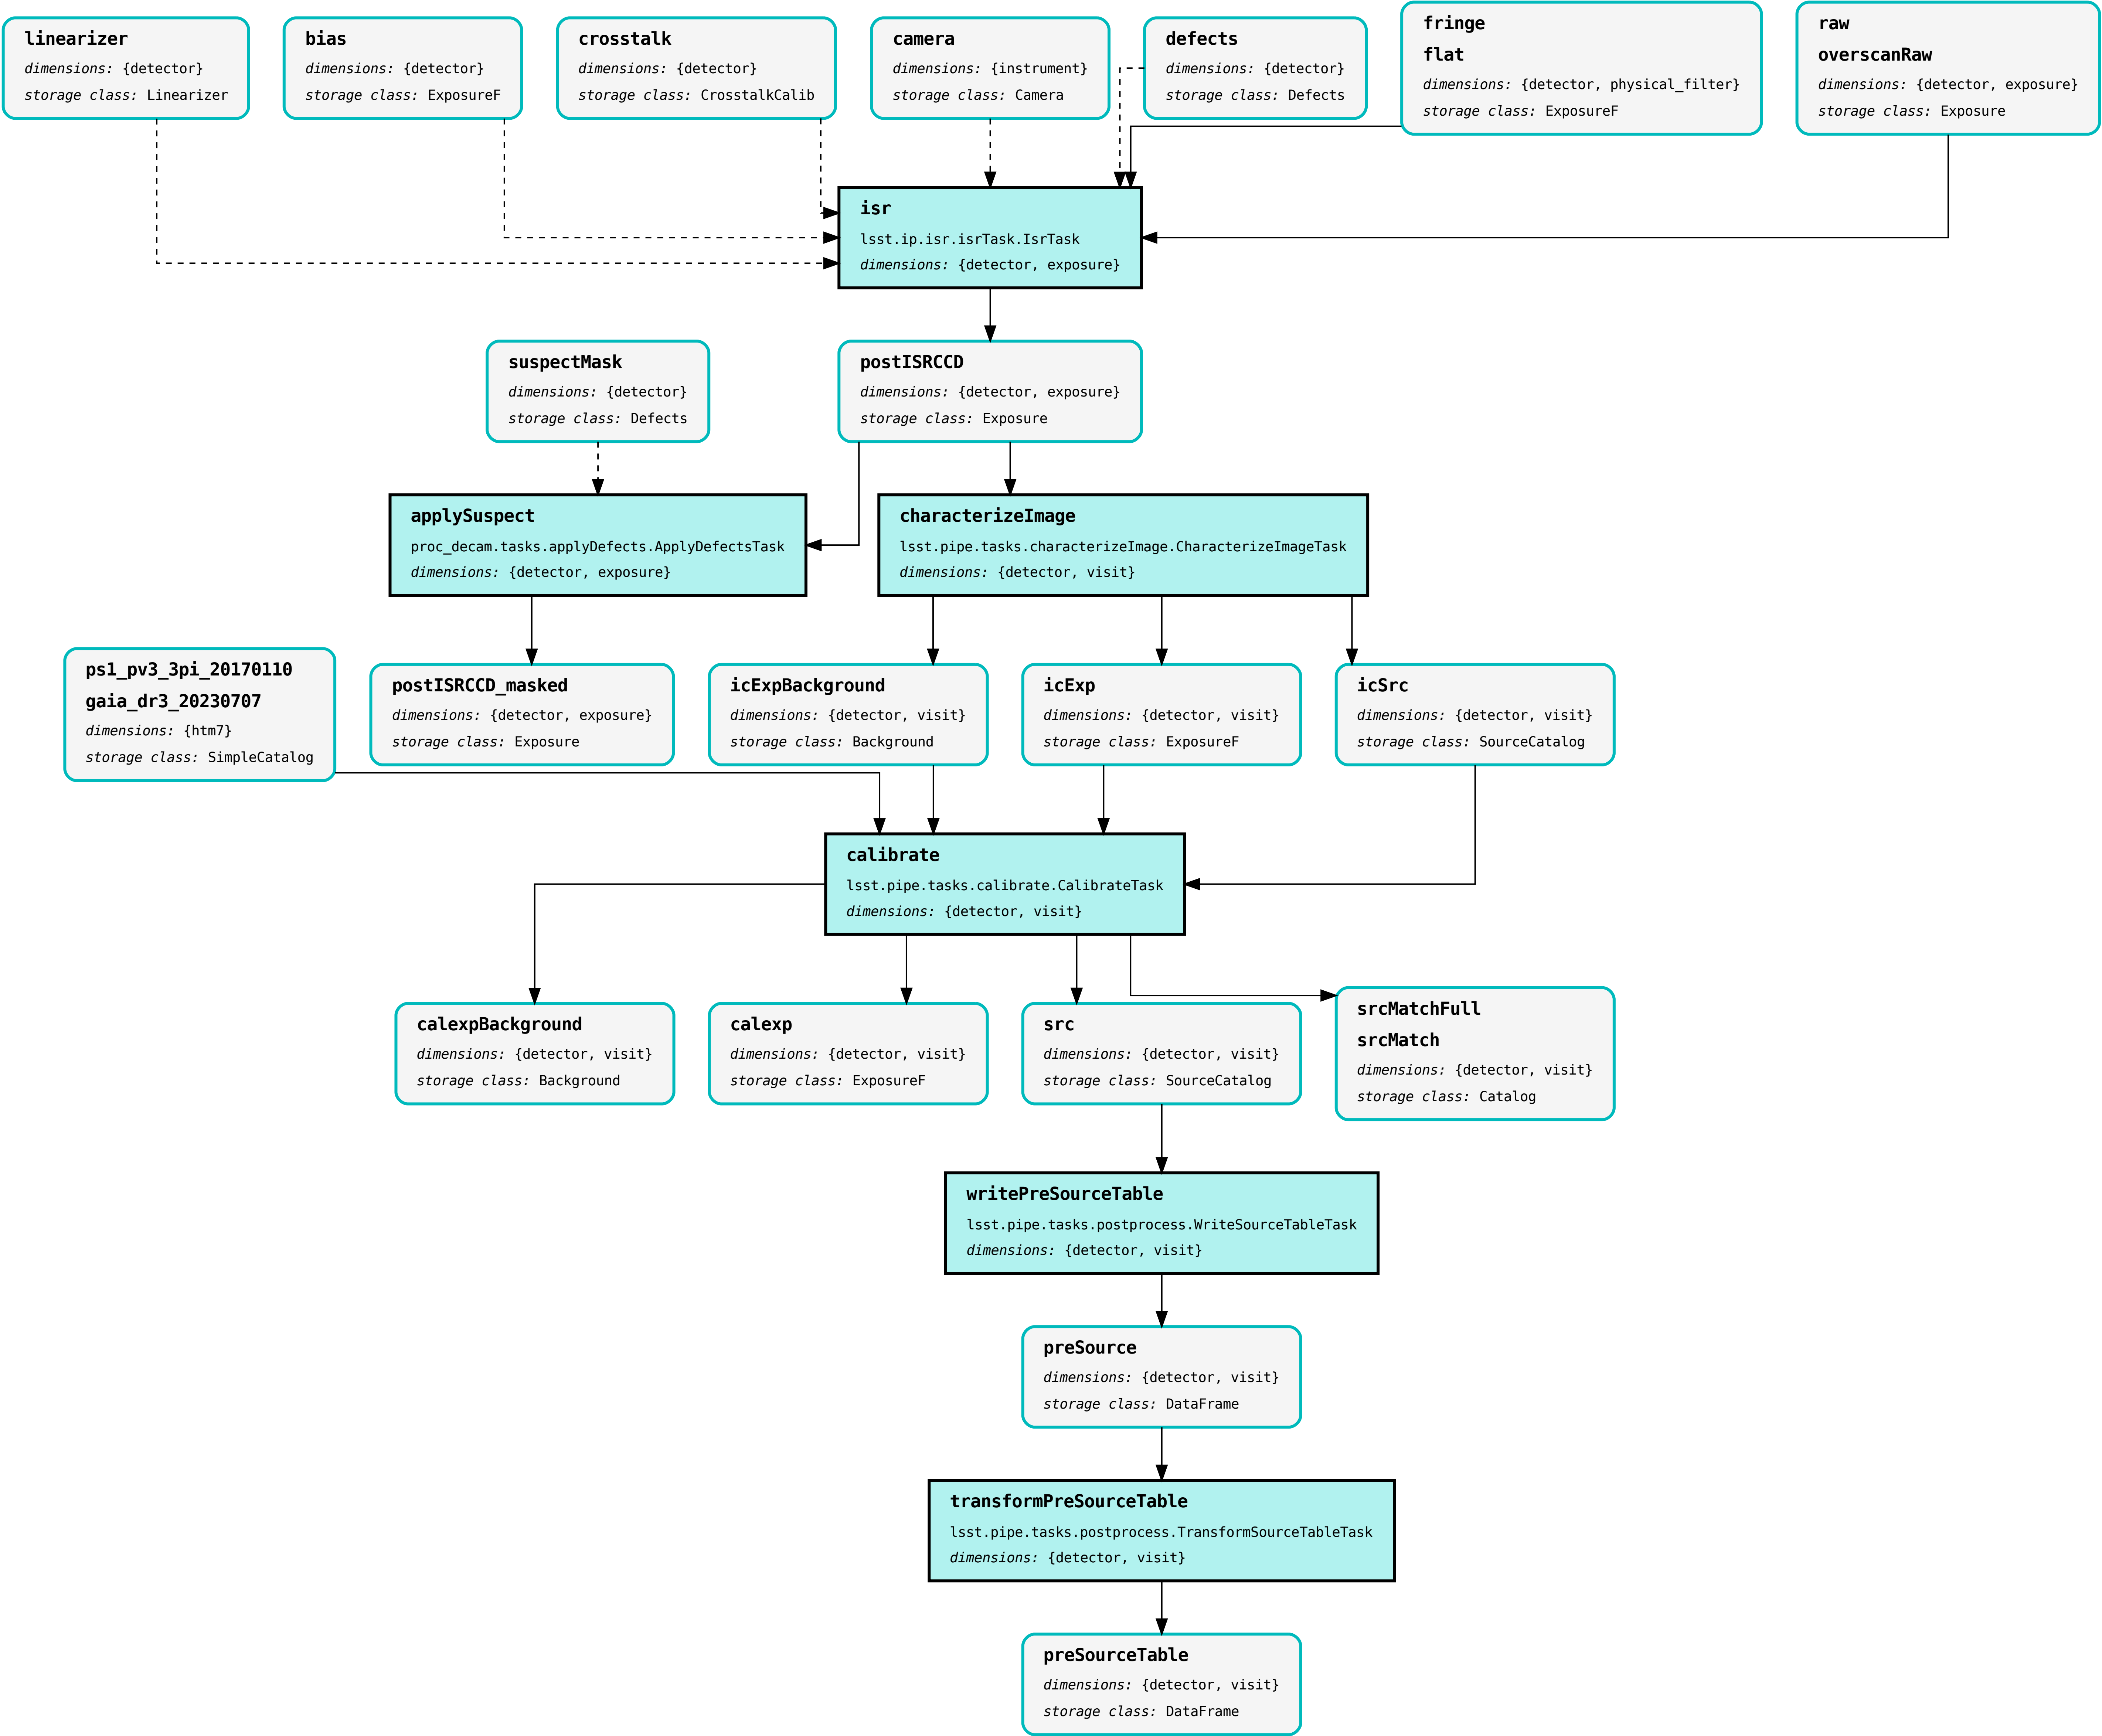 linearizer
dimensions: {detector}
storage class: Linearizer
bias
dimensions: {detector}
storage class: ExposureF
crosstalk
dimensions: {detector}
storage class: CrosstalkCalib
camera
dimensions: {instrument}
storage class: Camera
defects
dimensions: {detector}
storage class: Defects
fringe
flat
dimensions: {detector, physical_filter}
storage class: ExposureF
raw
overscanRaw
dimensions: {detector, exposure}
storage class: Exposure
isr
lsst.ip.isr.isrTask.IsrTask
dimensions: {detector, exposure}
suspectMask
dimensions: {detector}
storage class: Defects
postISRCCD
dimensions: {detector, exposure}
storage class: Exposure
applySuspect
proc_decam.tasks.applyDefects.ApplyDefectsTask
dimensions: {detector, exposure}
characterizeImage
lsst.pipe.tasks.characterizeImage.CharacterizeImageTask
dimensions: {detector, visit}
ps1_pv3_3pi_20170110
gaia_dr3_20230707
dimensions: {htm7}
storage class: SimpleCatalog
postISRCCD_masked
dimensions: {detector, exposure}
storage class: Exposure
icExpBackground
dimensions: {detector, visit}
storage class: Background
icExp
dimensions: {detector, visit}
storage class: ExposureF
icSrc
dimensions: {detector, visit}
storage class: SourceCatalog
calibrate
lsst.pipe.tasks.calibrate.CalibrateTask
dimensions: {detector, visit}
calexpBackground
dimensions: {detector, visit}
storage class: Background
calexp
dimensions: {detector, visit}
storage class: ExposureF
src
dimensions: {detector, visit}
storage class: SourceCatalog
srcMatchFull
srcMatch
dimensions: {detector, visit}
storage class: Catalog
writePreSourceTable
lsst.pipe.tasks.postprocess.WriteSourceTableTask
dimensions: {detector, visit}
preSource
dimensions: {detector, visit}
storage class: DataFrame
transformPreSourceTable
lsst.pipe.tasks.postprocess.TransformSourceTableTask
dimensions: {detector, visit}
preSourceTable
dimensions: {detector, visit}
storage class: DataFrame